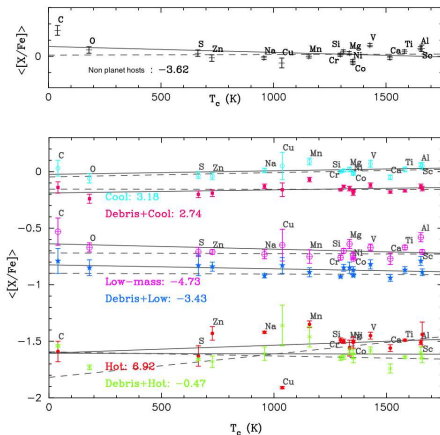 C
O
S
Zn
Na
Cu
Mn
Cr
Si
Mg
Ni
Co
V
Ca
Ti
Al
Sc
<[X/Fe]>
0
Non planet hosts : −3.62
0 500 1000 1500
T_c (K)
C
O
S
Zn
Na
Cu
Mn
Cr
Si
Mg
Ni
Co
V
Ca
Ti
Al
Sc
Cool: 3.18
Debris+Cool: 2.74
C
O
S
Zn
Na
Cu
Mn
Si
Cr
Mg
Ni
Co
V
Ca
Ti
Al
Sc
Low−mass: −4.73
Debris+Low: −3.43
C
O
S
Zn
Na
Cu
Mn
Si
Cr
Mg
Ni
Co
V
Ca
Ti
Al
Sc
Hot: 6.92
Debris+Hot: −0.47
<[X/Fe]>
0
−0.5
−1
−1.5
−2
0 500 1000 1500
T_c (K)